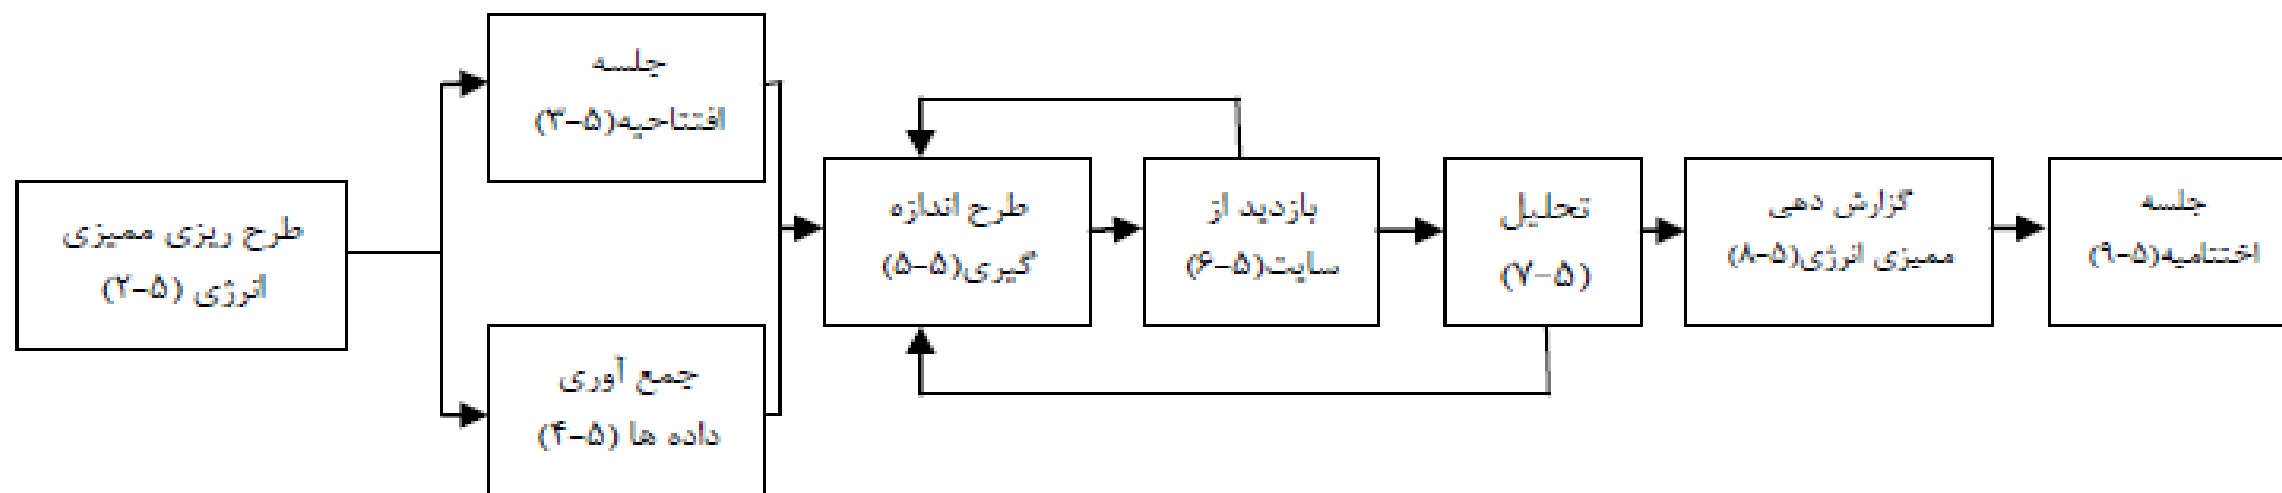 طرح ریزی ممیزی
انرژی (۵-۲)
جلسه
افتتاحیه(۵-۳)
جمع آوری
داده ها (۵-۴)
طرح اندازه
گیری(۵-۵)
بازدید از
سایت(۵-۶)
تحلیل
(۵-۷)
گزارش دهی
ممیزی انرژی(۵-۸)
جلسه
اختتامیه(۵-۹)